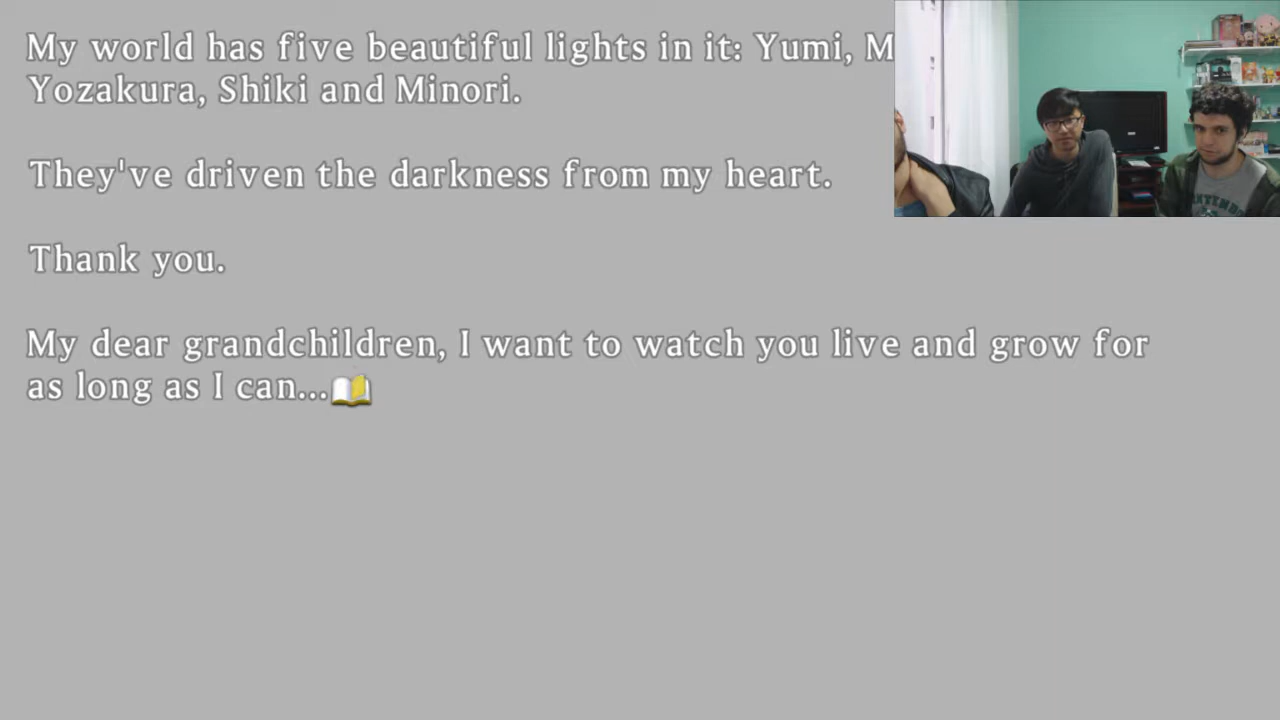 My world has five beautiful lights in it: Yumi, M
Yozakura, Shiki and Minori.
They've driven the darkness from my heart.
Thank you.
My dear grandchildren, I want to watch you live and grow for
as long as I can...